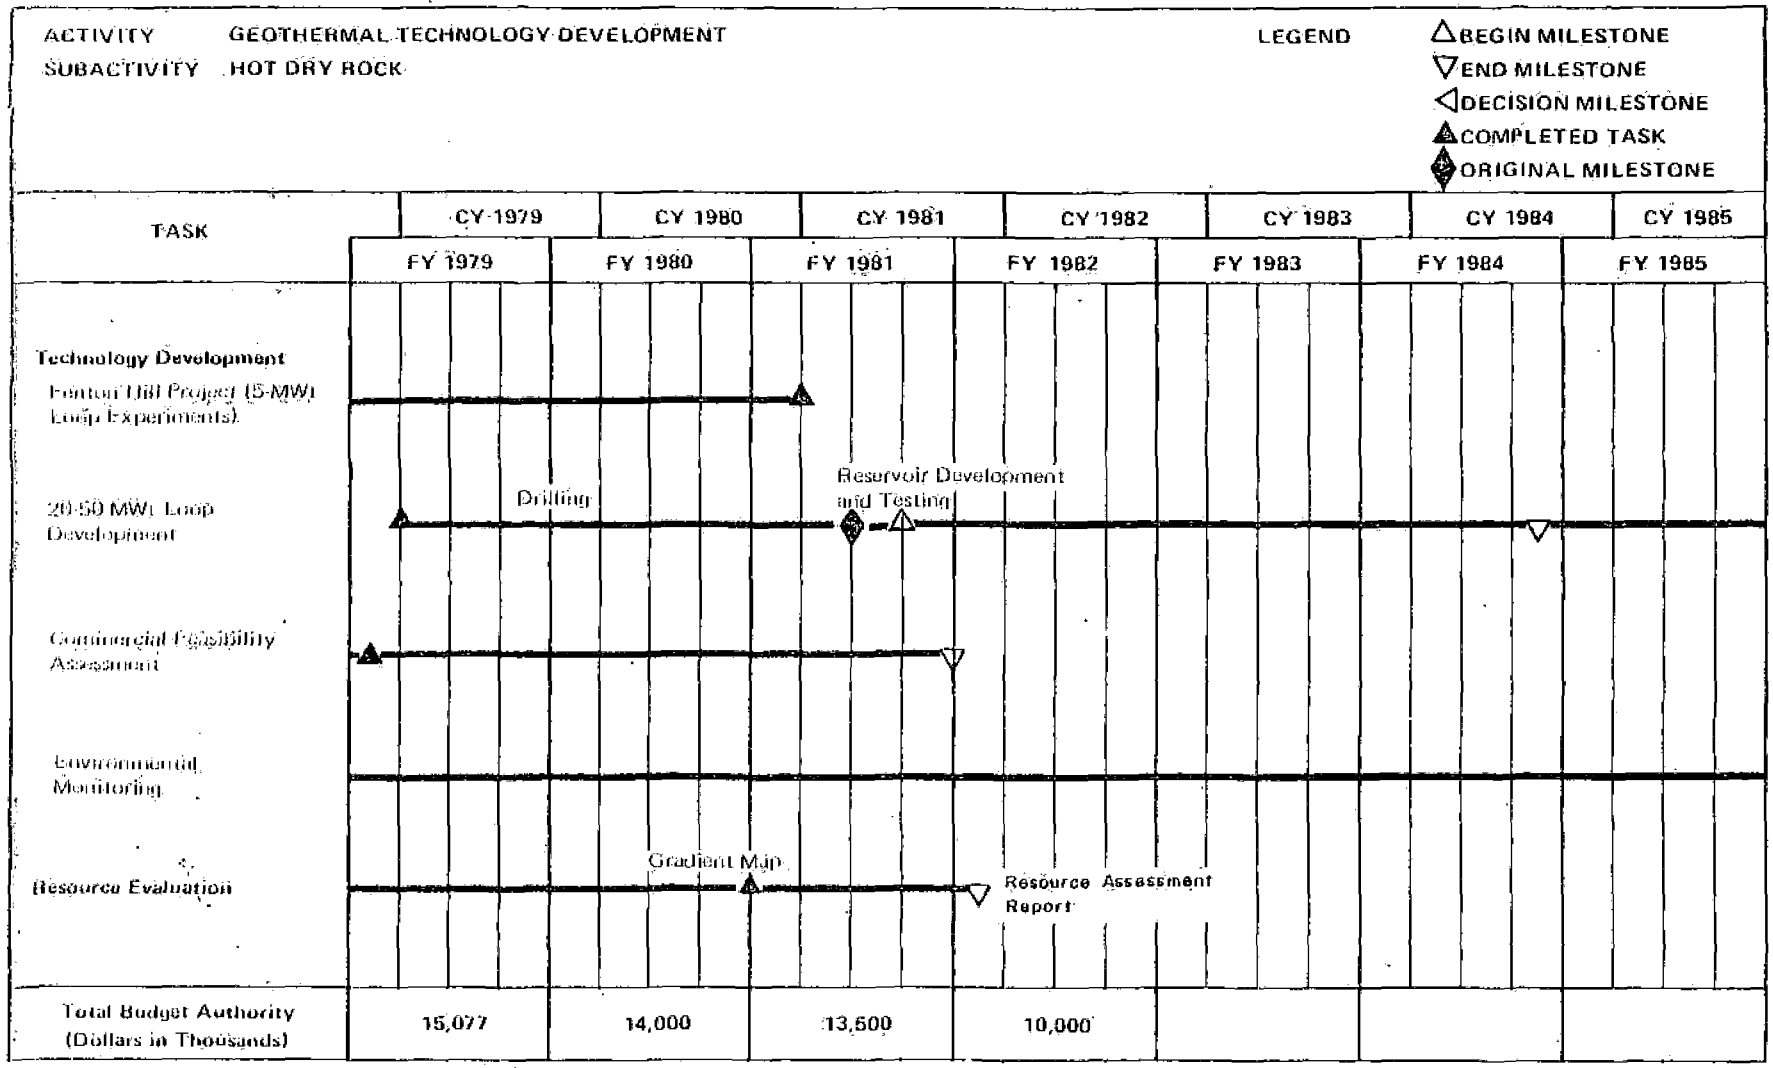 ACTIVITY GEOTHERMAL TECHNOLOGY DEVELOPMENT
SUBACTIVITY HOT DRY ROCK
LEGEND
BEGIN MILESTONE
END MILESTONE
DECISION MILESTONE
COMPLETED TASK
ORIGINAL MILESTONE
TASK
CY 1979 CY 1980 CY 1981 CY 1982 CY 1983 CY 1984 CY 1985
FY 1979 FY 1980 FY 1981 FY 1982 FY 1983 FY 1984 FY 1985
Technology Development
Fenton Hill Project (5-MWt
Loop Experiments)
Reservoir Development
and Testing
Drilling
20-50 MWt Loop
Development
Commercial Feasibility
Assessment
Environmental
Monitoring
Gradient Map
Resource Evaluation
Resource Assessment
Report
Total Budget Authority
(Dollars in Thousands)
15,077 14,000 13,500 10,000